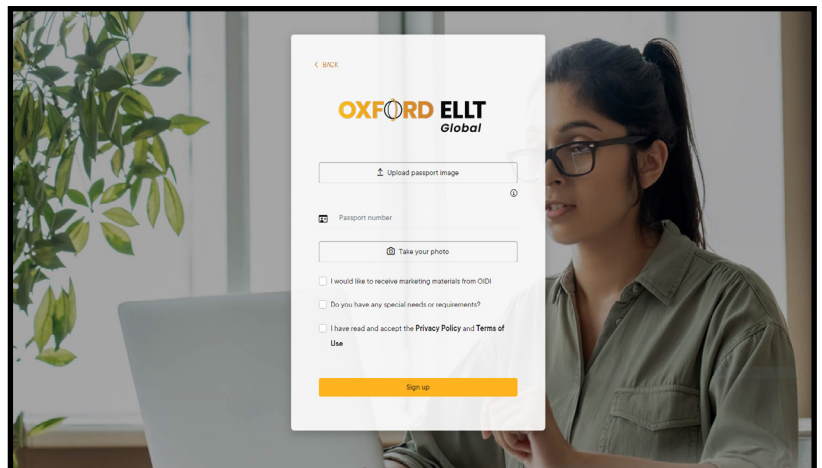 BACK
OXFORD ELLT
Global
Upload passport image
Passport number
Take your photo
I would like to receive marketing materials from OIDI
Do you have any special needs or requirements?
I have read and accept the Privacy Policy and Terms of
Use
Sign up